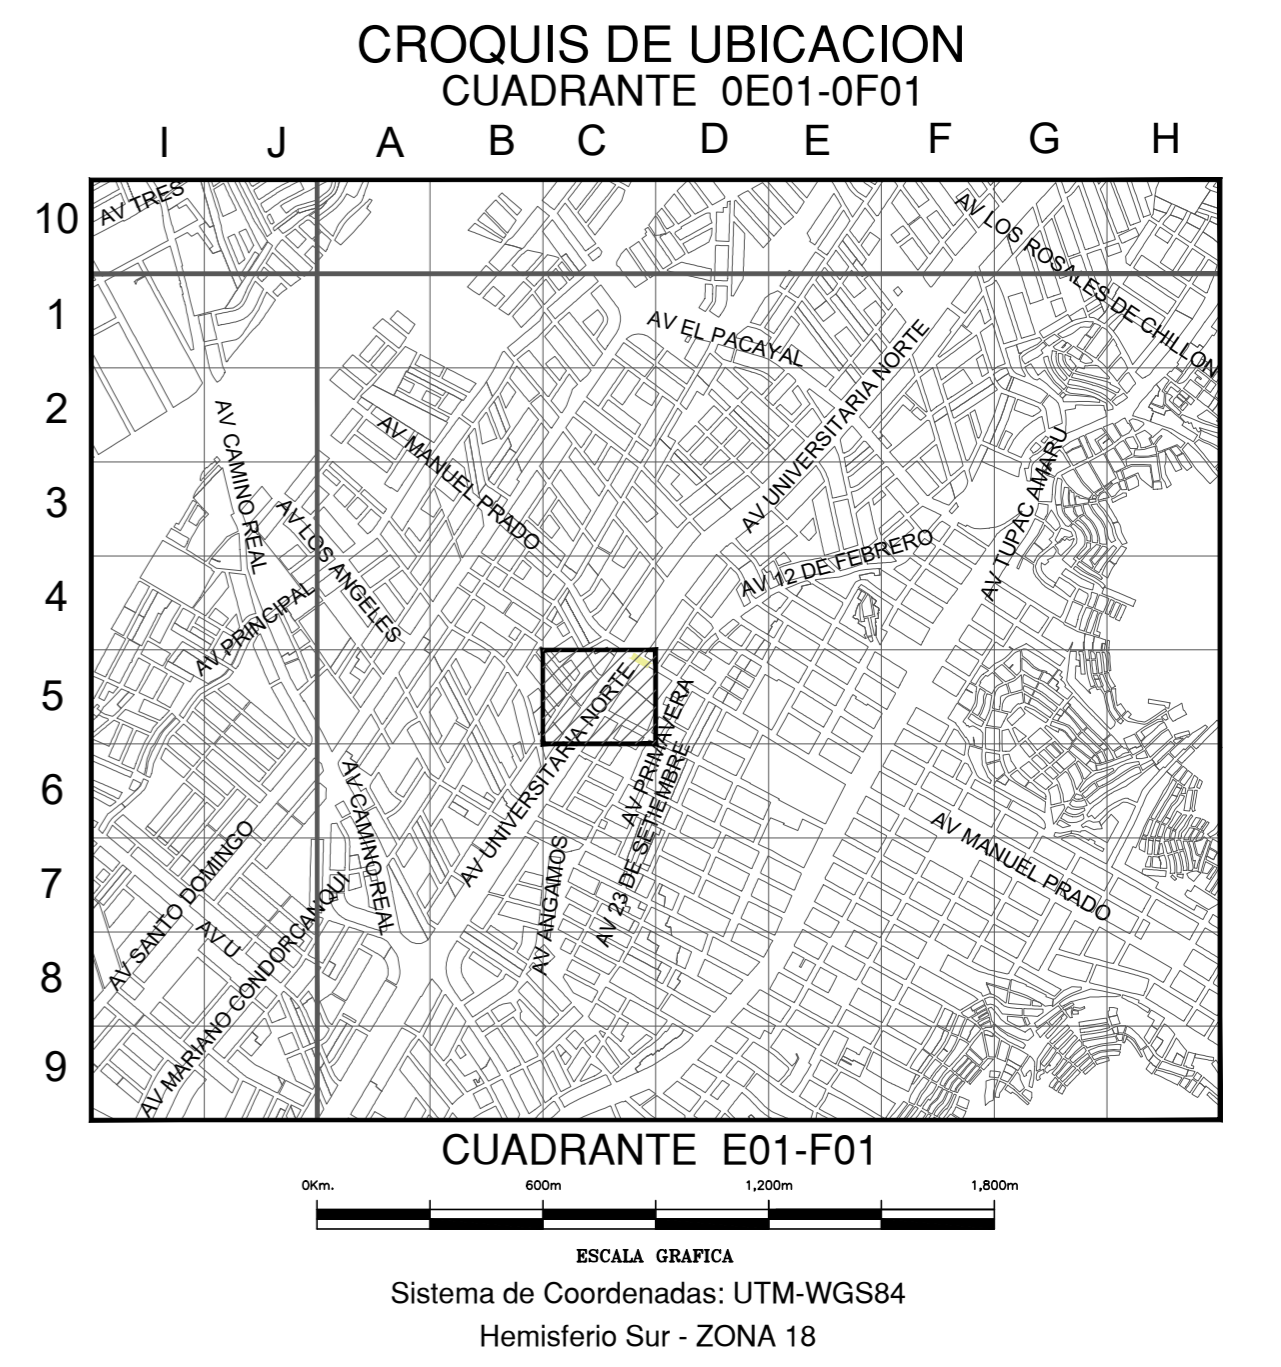 CROQUIS DE UBICACION
CUADRANTE 0E01-0F01
I J A B C D E F G H
10
AV TRES
AV LOS ROSALES DE CHILLON
1
AV EL PACAYAL
AV UNIVERSITARIA NORTE
2
AV CAMINO REAL
AV MANUEL PRADO
AV TUPAC AMARU
3
AV LOS ANGELES
AV 12 DE FEBRERO
4
AV PRINCIPAL
5
AV UNIVERSITARIA NORTE
AV PRIMAVERA
6
AV CAMINO REAL
AV 23 DE SETIEMBRE
AV MANUEL PRADO
7
AV SANTO DOMINGO
AV ANGAMOS
AV U
AV MARIANO CONDORCANQUI
8
9
CUADRANTE E01-F01
0Km. 600m 1,200m 1,800m
ESCALA GRAFICA
Sistema de Coordenadas: UTM-WGS84
Hemisferio Sur - ZONA 18